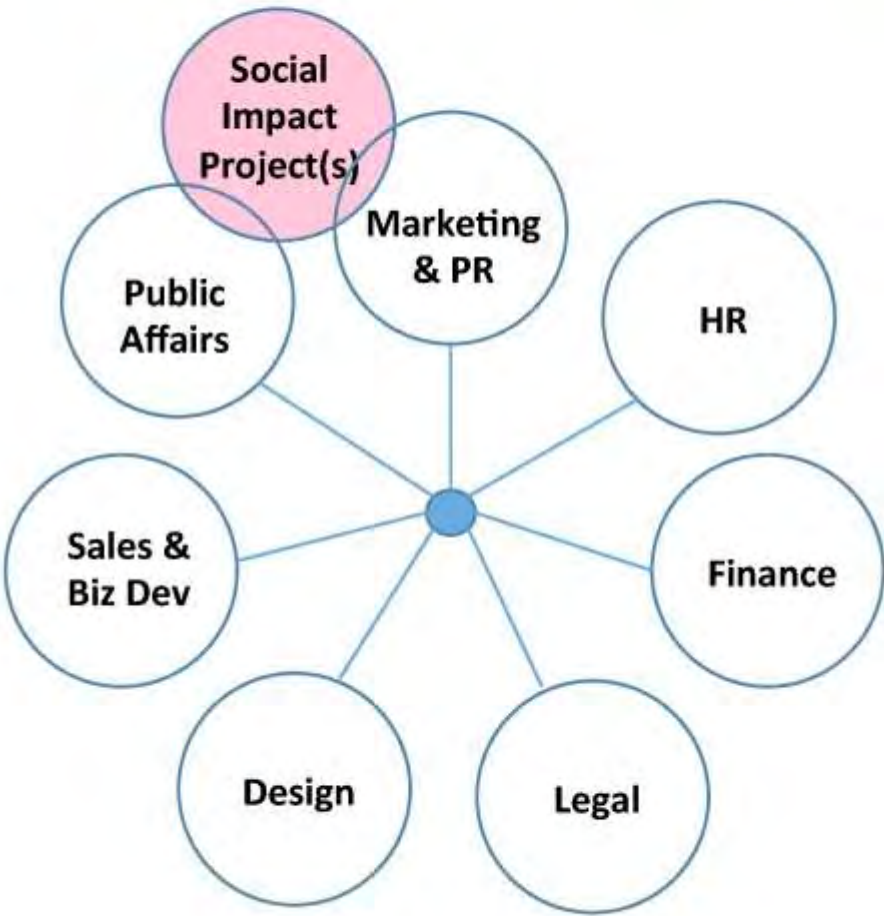 Social
Impact
Project(s)
Marketing
& PR
Public
Affairs
HR
Sales &
Biz Dev
Finance
Design
Legal